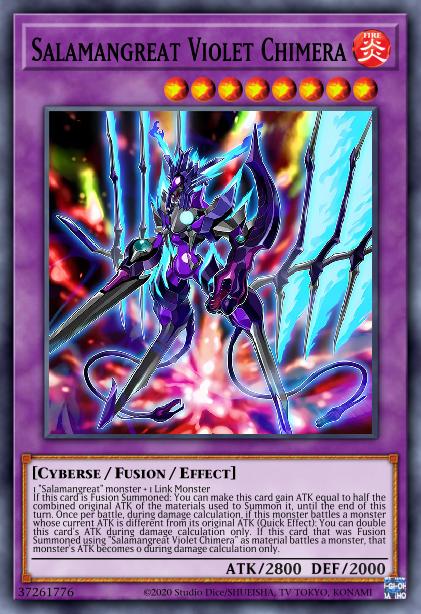 SALAMANGREAT VIOLET CHIMERA
FIRE
炎
[CYBERSE / FUSION / EFFECT]
1 "Salamangreat" monster + 1 Link Monster
If this card is Fusion Summoned: You can make this card gain ATK equal to half the
combined original ATK of the materials used to Summon it, until the end of this
turn. Once per battle, during damage calculation, if this monster battles a monster
whose current ATK is different from its original ATK (Quick Effect): You can double
this card's ATK during damage calculation only. If this card that was Fusion
Summoned using "Salamangreat Violet Chimera" as material battles a monster, that
monster's ATK becomes 0 during damage calculation only.
ATK/2800 DEF/2000
37261776
©2020 Studio Dice/SHUEISHA, TV TOKYO, KONAMI